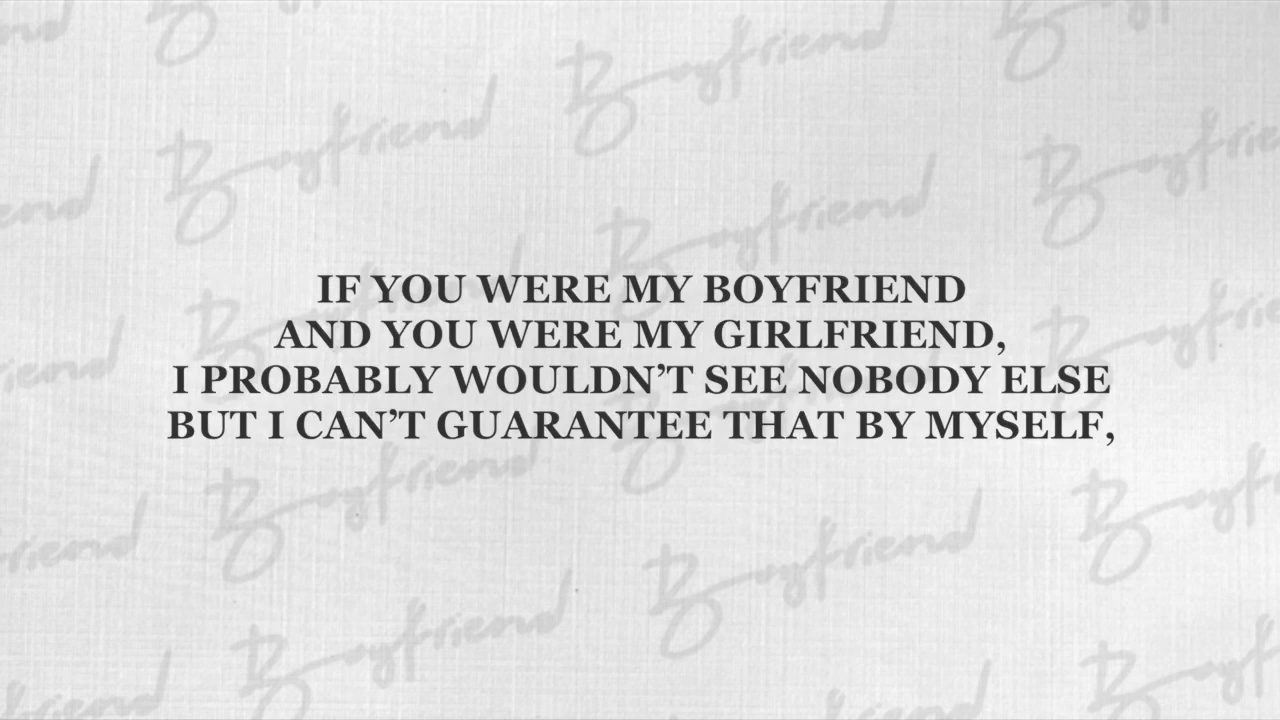 Boyfriend
IF YOU WERE MY BOYFRIEND
AND YOU WERE MY GIRLFRIEND,
I PROBABLY WOULDN’T SEE NOBODY ELSE
BUT I CAN’T GUARANTEE THAT BY MYSELF,